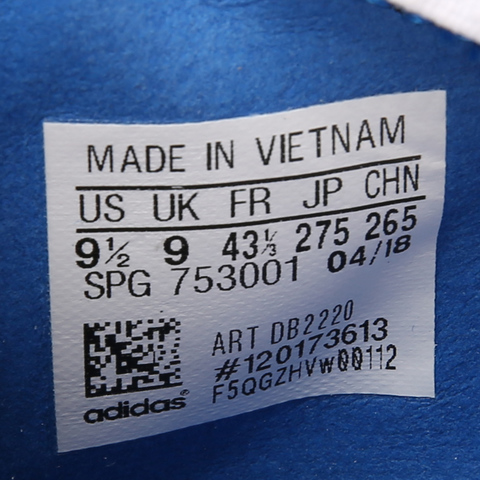 MADE IN VIETNAM
US UK FR JP CHN
9½ 9 43⅓ 275 265
SPG 753001 04/18
ART DB2220
#120173613
F5QGZHVw00112
adidas